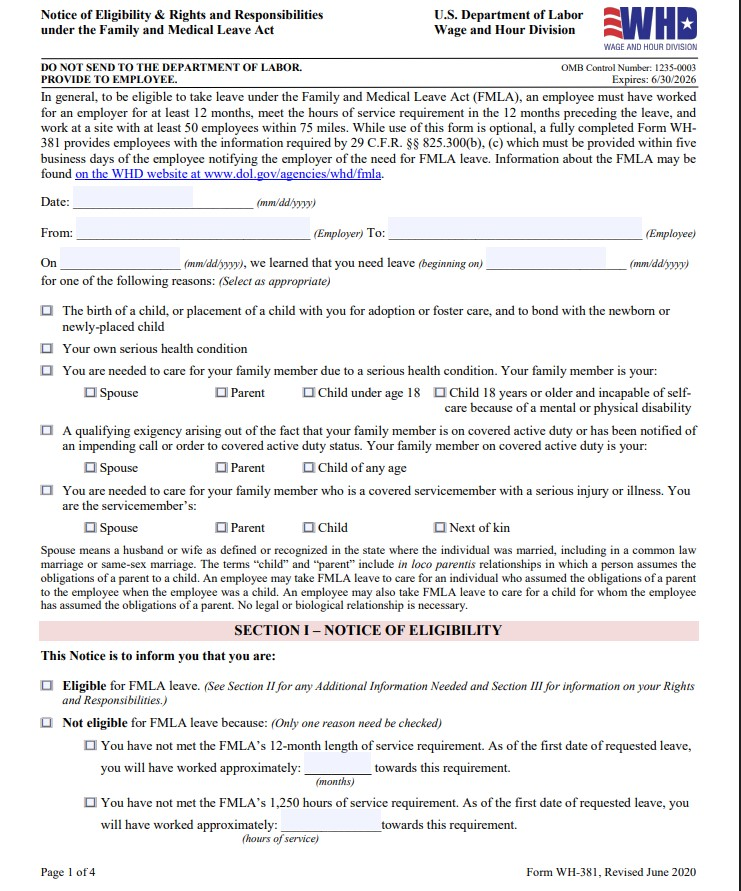 Notice of Eligibility & Rights and Responsibilities
under the Family and Medical Leave Act
U.S. Department of Labor
Wage and Hour Division
WHD
WAGE AND HOUR DIVISION
DO NOT SEND TO THE DEPARTMENT OF LABOR.
PROVIDE TO EMPLOYEE.
OMB Control Number: 1235-0003
Expires: 6/30/2026
In general, to be eligible to take leave under the Family and Medical Leave Act (FMLA), an employee must have worked
for an employer for at least 12 months, meet the hours of service requirement in the 12 months preceding the leave, and
work at a site with at least 50 employees within 75 miles. While use of this form is optional, a fully completed Form WH-
381 provides employees with the information required by 29 C.F.R. §§ 825.300(b), (c) which must be provided within five
business days of the employee notifying the employer of the need for FMLA leave. Information about the FMLA may be
found on the WHD website at www.dol.gov/agencies/whd/fmla.
Date: (mm/dd/yyyy)
From: (Employer) To: (Employee)
On (mm/dd/yyyy), we learned that you need leave (beginning on) (mm/dd/yyyy)
for one of the following reasons: (Select as appropriate)
The birth of a child, or placement of a child with you for adoption or foster care, and to bond with the newborn or
newly-placed child
Your own serious health condition
You are needed to care for your family member due to a serious health condition. Your family member is your:
Spouse Parent Child under age 18 Child 18 years or older and incapable of self-
care because of a mental or physical disability
A qualifying exigency arising out of the fact that your family member is on covered active duty or has been notified of
an impending call or order to covered active duty status. Your family member on covered active duty is your:
Spouse Parent Child of any age
You are needed to care for your family member who is a covered servicemember with a serious injury or illness. You
are the servicemember's:
Spouse Parent Child Next of kin
Spouse means a husband or wife as defined or recognized in the state where the individual was married, including in a common law
marriage or same-sex marriage. The terms “child” and “parent” include in loco parentis relationships in which a person assumes the
obligations of a parent to a child. An employee may take FMLA leave to care for an individual who assumed the obligations of a parent
to the employee when the employee was a child. An employee may also take FMLA leave to care for a child for whom the employee
has assumed the obligations of a parent. No legal or biological relationship is necessary.
SECTION I – NOTICE OF ELIGIBILITY
This Notice is to inform you that you are:
Eligible for FMLA leave. (See Section II for any Additional Information Needed and Section III for information on your Rights
and Responsibilities.)
Not eligible for FMLA leave because: (Only one reason need be checked)
You have not met the FMLA's 12-month length of service requirement. As of the first date of requested leave,
you will have worked approximately: towards this requirement.
(months)
You have not met the FMLA's 1,250 hours of service requirement. As of the first date of requested leave, you
will have worked approximately: towards this requirement.
(hours of service)
Page 1 of 4
Form WH-381, Revised June 2020